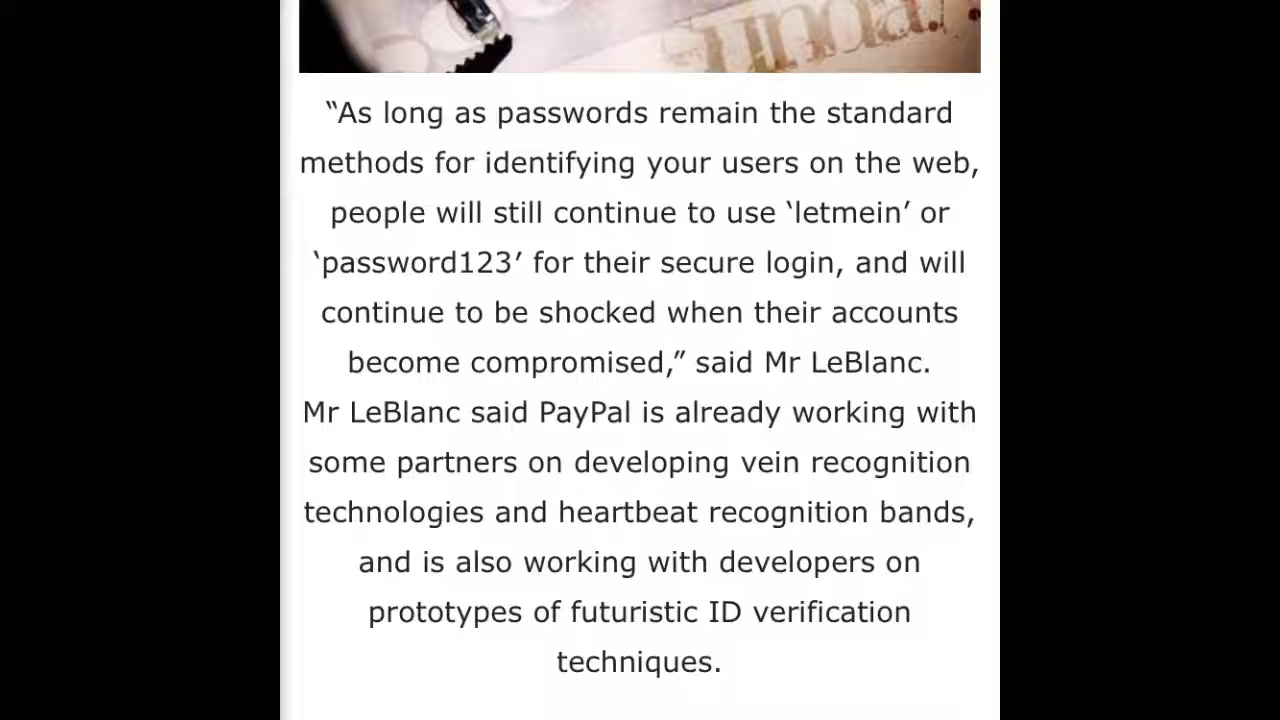 “As long as passwords remain the standard
methods for identifying your users on the web,
people will still continue to use ‘letmein’ or
‘password123’ for their secure login, and will
continue to be shocked when their accounts
become compromised,” said Mr LeBlanc.
Mr LeBlanc said PayPal is already working with
some partners on developing vein recognition
technologies and heartbeat recognition bands,
and is also working with developers on
prototypes of futuristic ID verification
techniques.